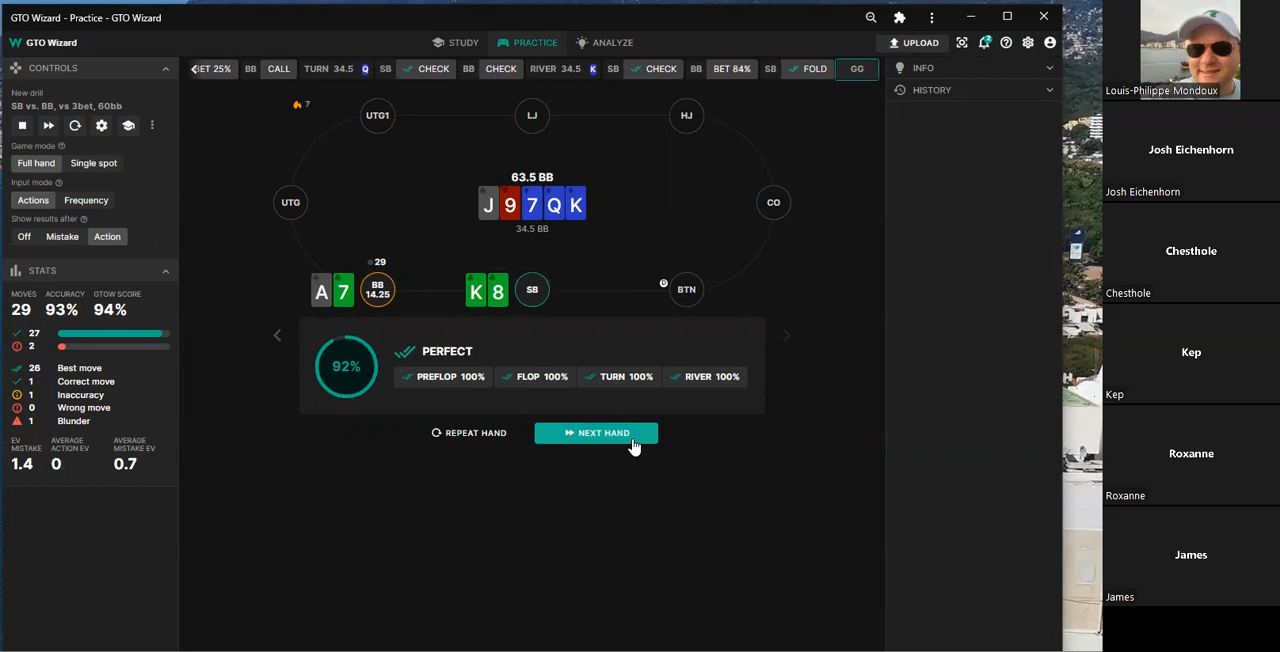 GTO Wizard - Practice - GTO Wizard
GTO Wizard
STUDY
PRACTICE
ANALYZE
UPLOAD
2
CONTROLS
New drill
SB vs. BB, vs 3bet, 60bb
Game mode
Full hand
Single spot
Input mode
Actions
Frequency
Show results after
Off
Mistake
Action
STATS
MOVES
ACCURACY
GTOW SCORE
29
93%
94%
27
2
26 Best move
1 Correct move
1 Inaccuracy
0 Wrong move
1 Blunder
EV MISTAKE
AVERAGE ACTION EV
AVERAGE MISTAKE EV
1.4
0
0.7
BET 25% BB CALL TURN 34.5 Q SB CHECK BB CHECK RIVER 34.5 K SB CHECK BB BET 84% SB FOLD GG
7
UTG1
LJ
HJ
UTG
63.5 BB
J 9 7 Q K
34.5 BB
CO
29
A 7
BB
14.25
K 8
SB
D
BTN
92%
PERFECT
PREFLOP 100%
FLOP 100%
TURN 100%
RIVER 100%
REPEAT HAND
NEXT HAND
INFO
HISTORY
Louis-Philippe Mondoux
Josh Eichenhorn
Josh Eichenhorn
Chesthole
Chesthole
Kep
Kep
Roxanne
Roxanne
James
James